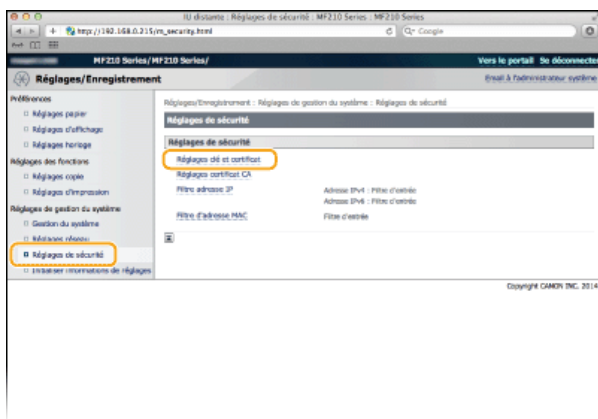 IU distante : Réglages de sécurité : MF210 Series : MF210 Series
http://192.168.0.215/m_security.html
Google
MF210 Series/MF210 Series/
Vers le portail Se déconnecter
Réglages/Enregistrement
Email à l'administrateur système
Préférences
Réglages papier
Réglages d'affichage
Réglages horloge
Réglages des fonctions
Réglages copie
Réglages d'impression
Réglages de gestion du système
Gestion du système
Réglages réseau
Réglages de sécurité
Initialiser informations de réglages
Réglages/Enregistrement : Réglages de gestion du système : Réglages de sécurité
Réglages de sécurité
Réglages de sécurité
Réglages clé et certificat
Réglages certificat CA
Filtre adresse IP
Adresse IPv4 : Filtre d'entrée
Adresse IPv6 : Filtre d'entrée
Filtre d'adresse MAC
Filtre d'entrée
Copyright CANON INC. 2014